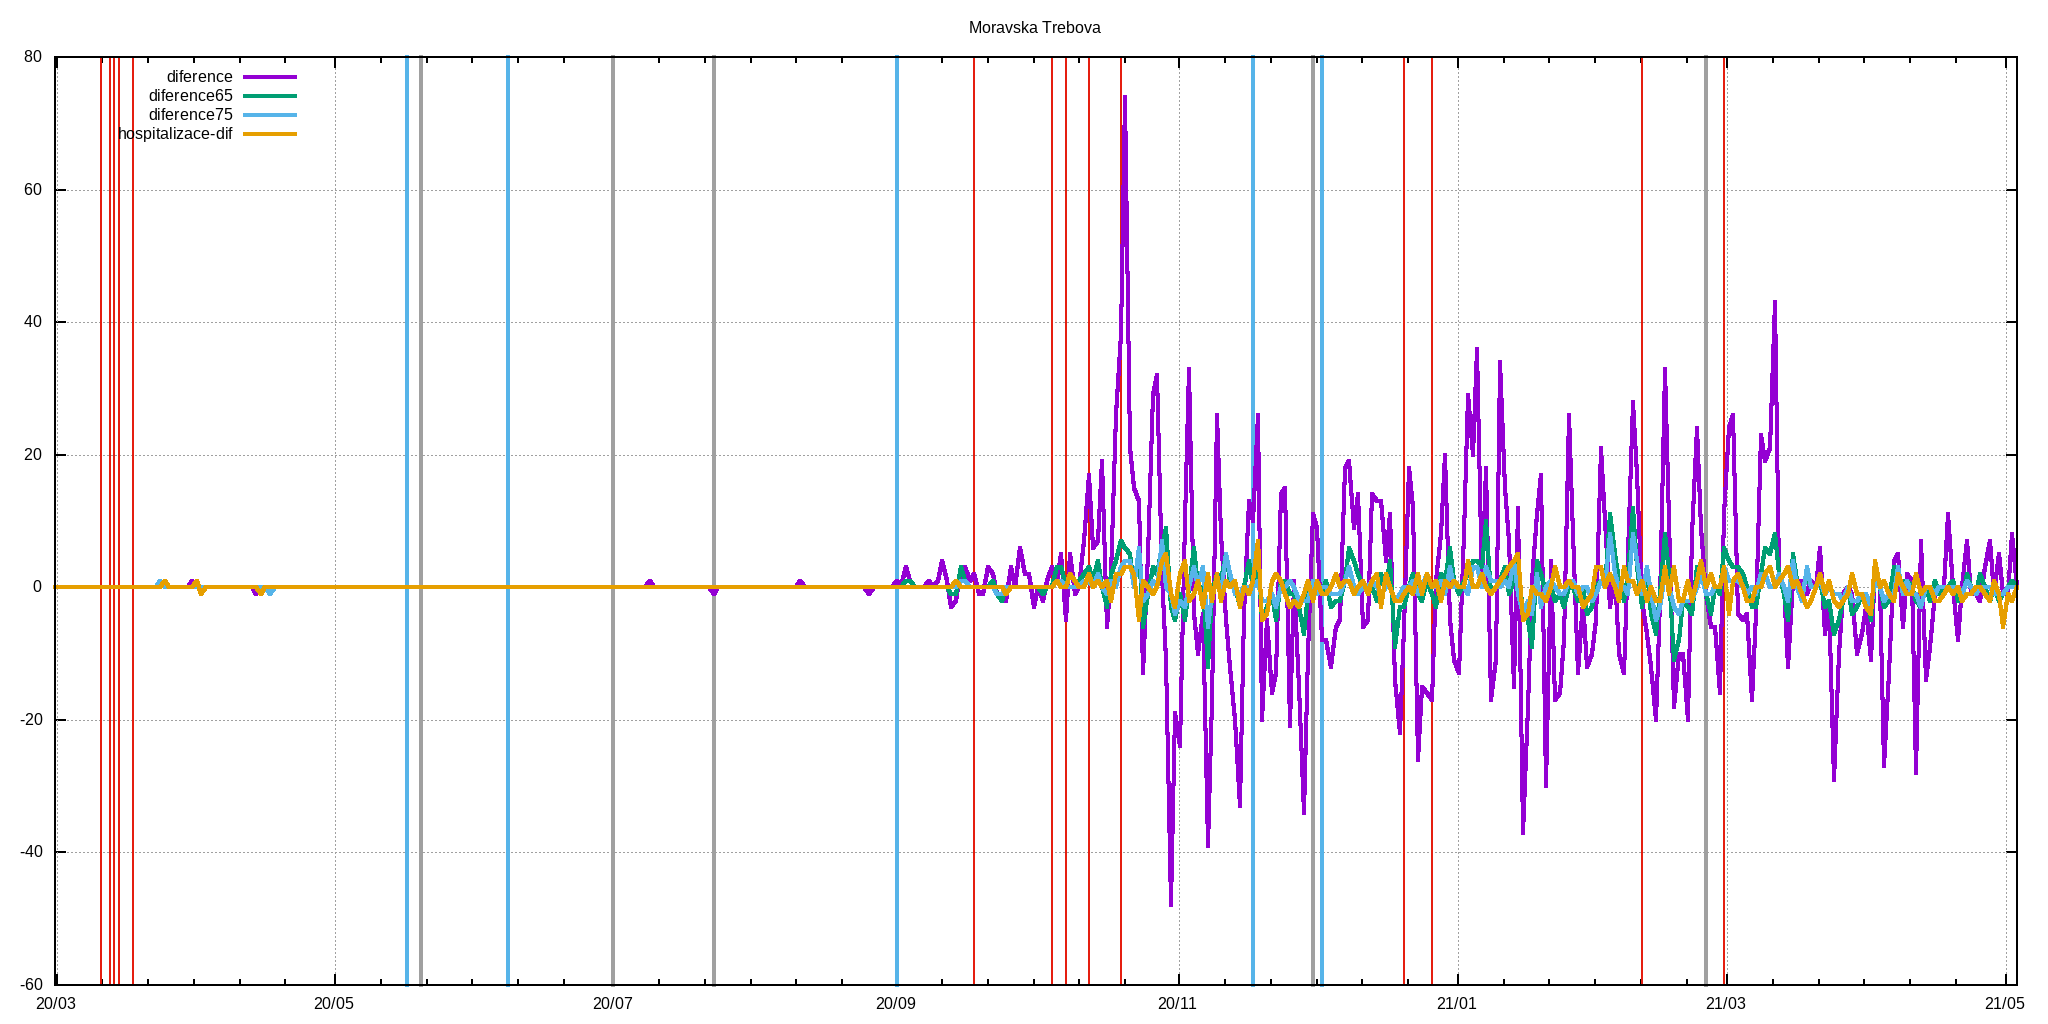 Moravska Trebova
80
60
40
20
0
-20
-40
-60
diference
diference65
diference75
hospitalizace-dif
20/03 20/05 20/07 20/09 20/11 21/01 21/03 21/05